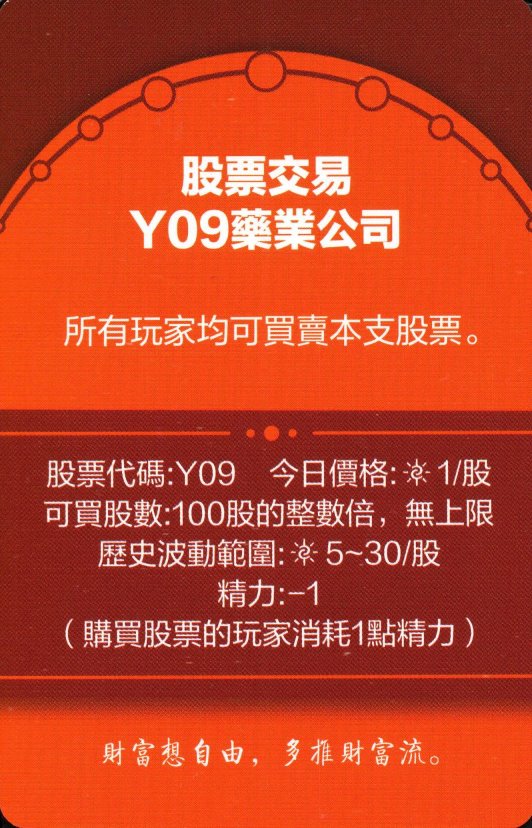 股票交易
Y09藥業公司
所有玩家均可買賣本支股票。
股票代碼:Y09 今日價格: 1/股
可買股數:100股的整數倍，無上限
歷史波動範圍: 5~30/股
精力:-1
（購買股票的玩家消耗1點精力）
財富想自由，多推財富流。